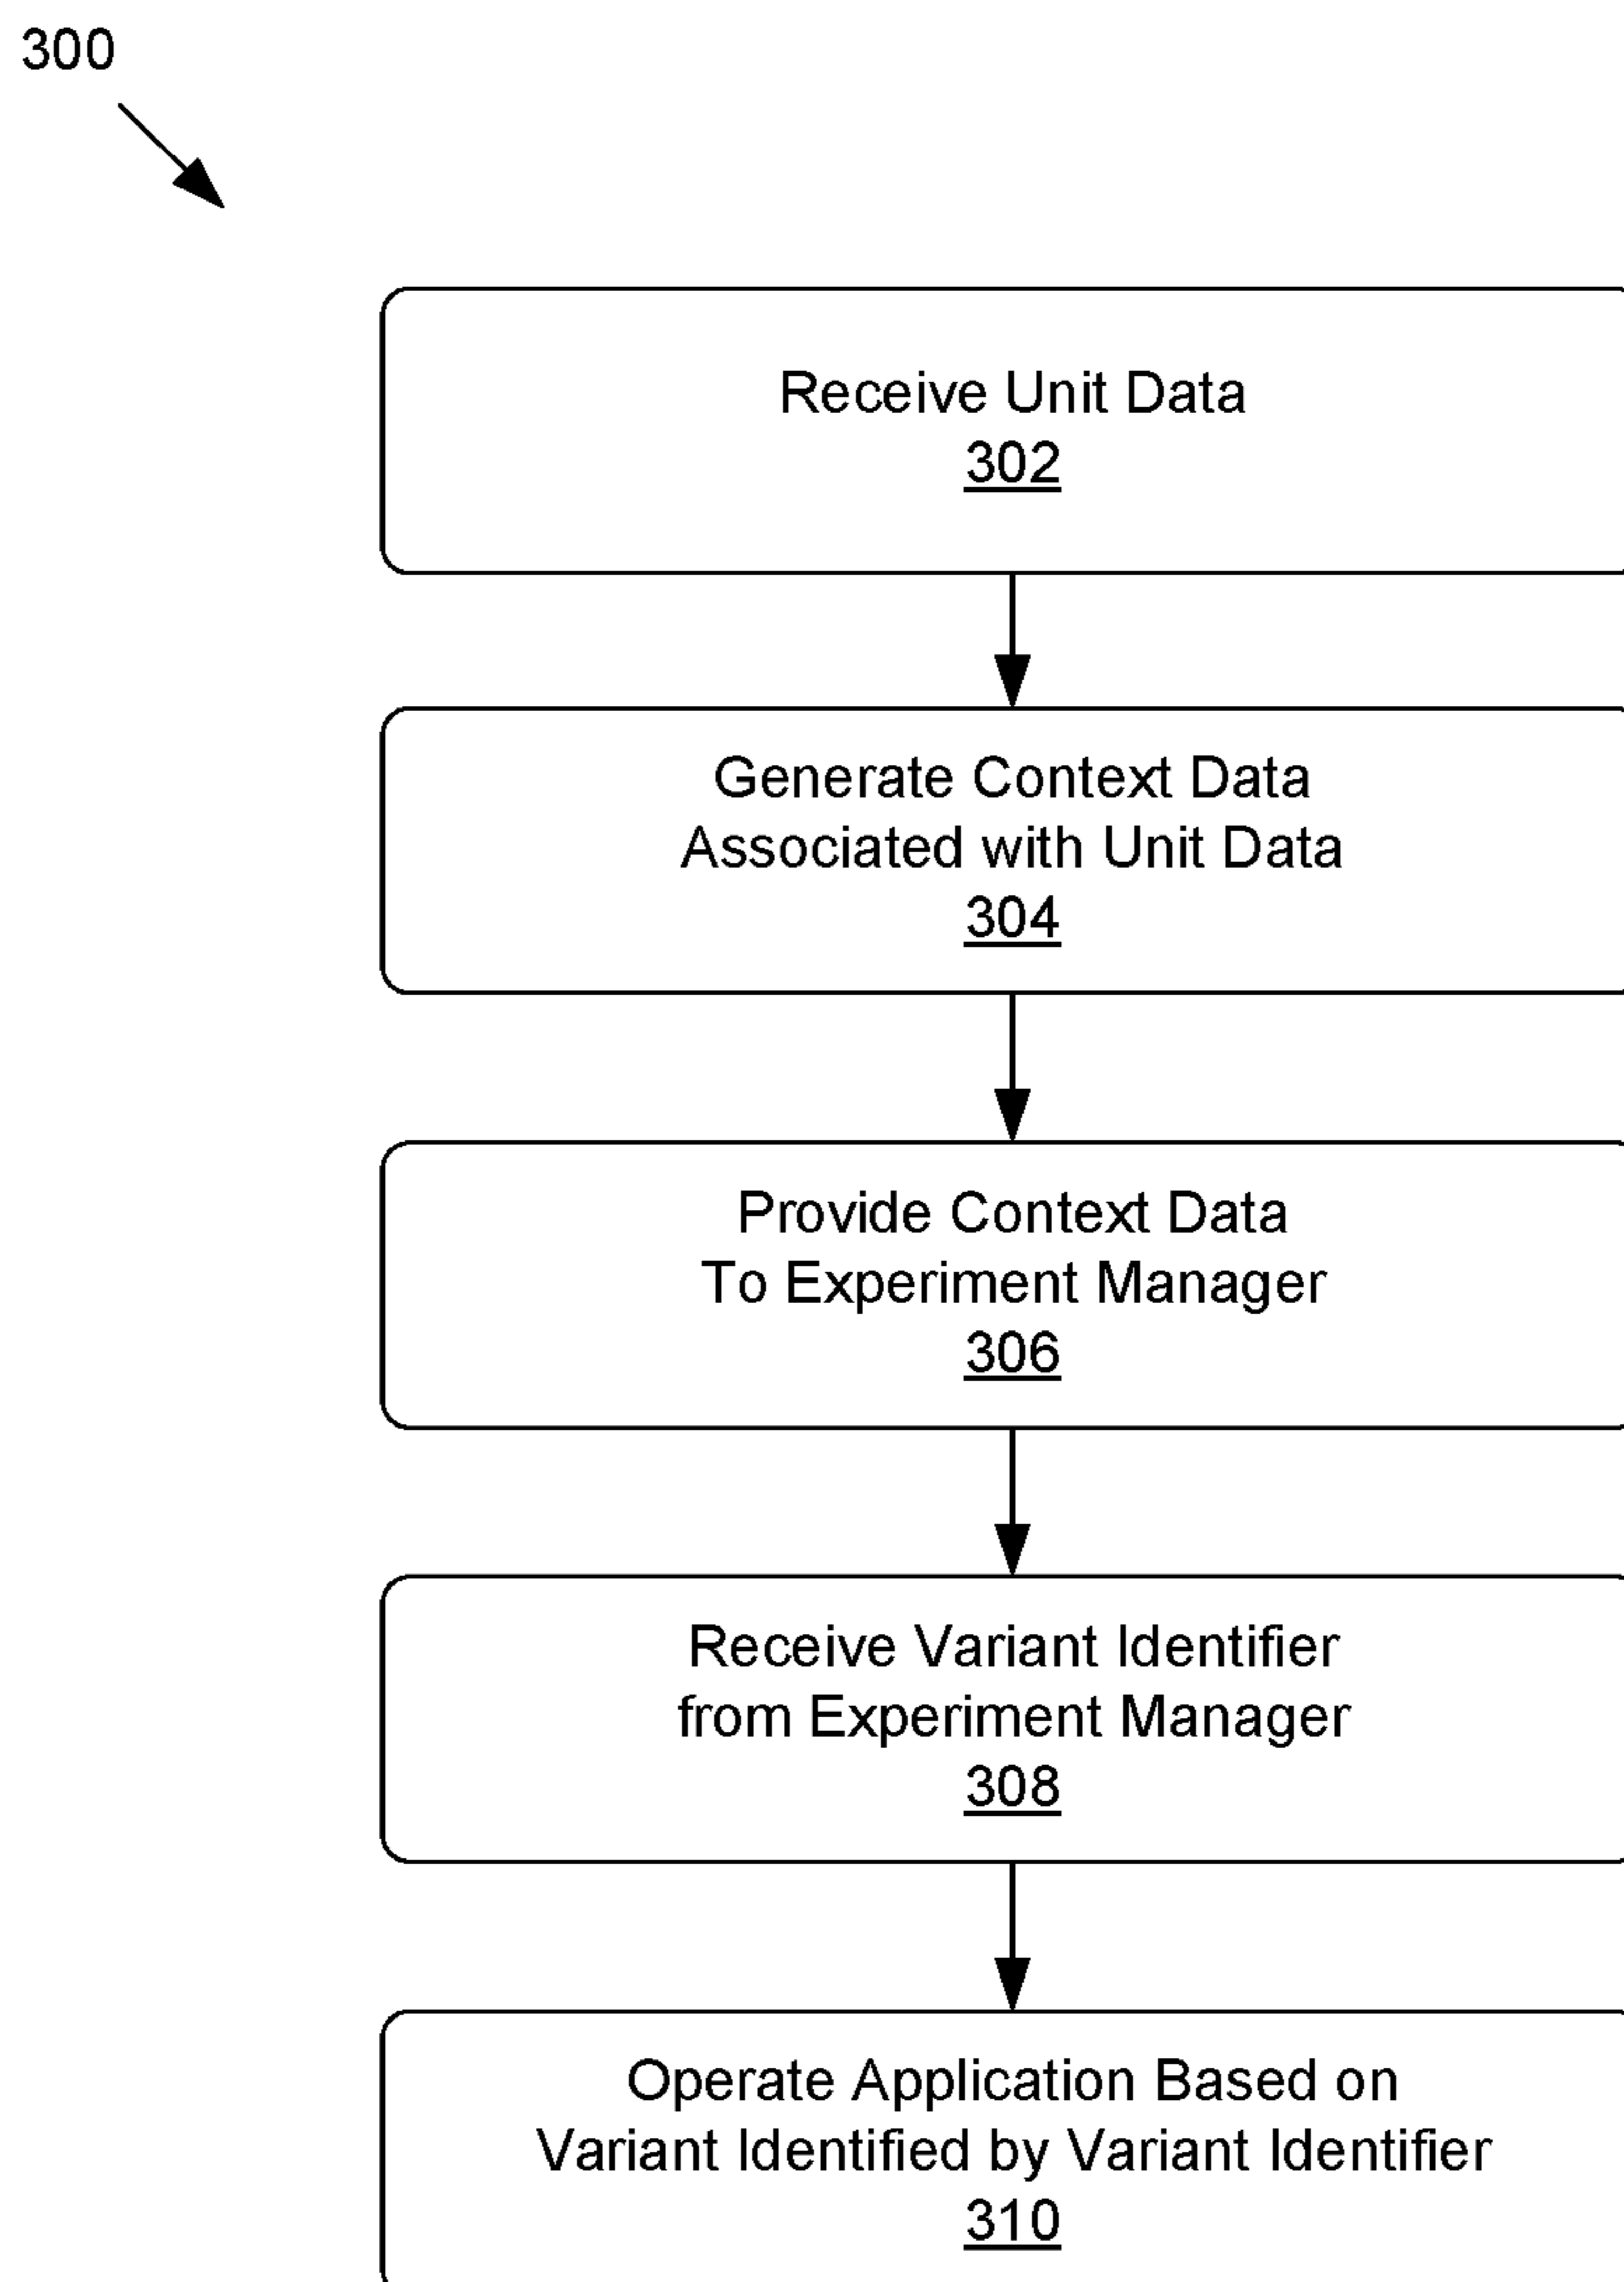 300
Receive Unit Data
302
Generate Context Data
Associated with Unit Data
304
Provide Context Data
To Experiment Manager
306
Receive Variant Identifier
from Experiment Manager
308
Operate Application Based on
Variant Identified by Variant Identifier
310